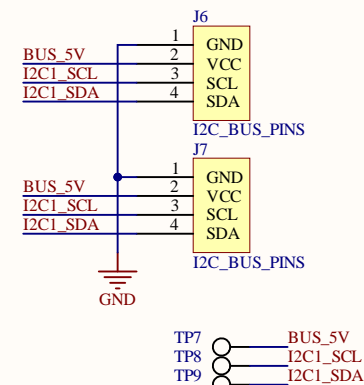 J6
1 GND
BUS_5V 2 VCC
I2C1_SCL 3 SCL
I2C1_SDA 4 SDA
I2C_BUS_PINS
J7
1 GND
BUS_5V 2 VCC
I2C1_SCL 3 SCL
I2C1_SDA 4 SDA
I2C_BUS_PINS
GND
TP7 BUS_5V
TP8 I2C1_SCL
TP9 I2C1_SDA